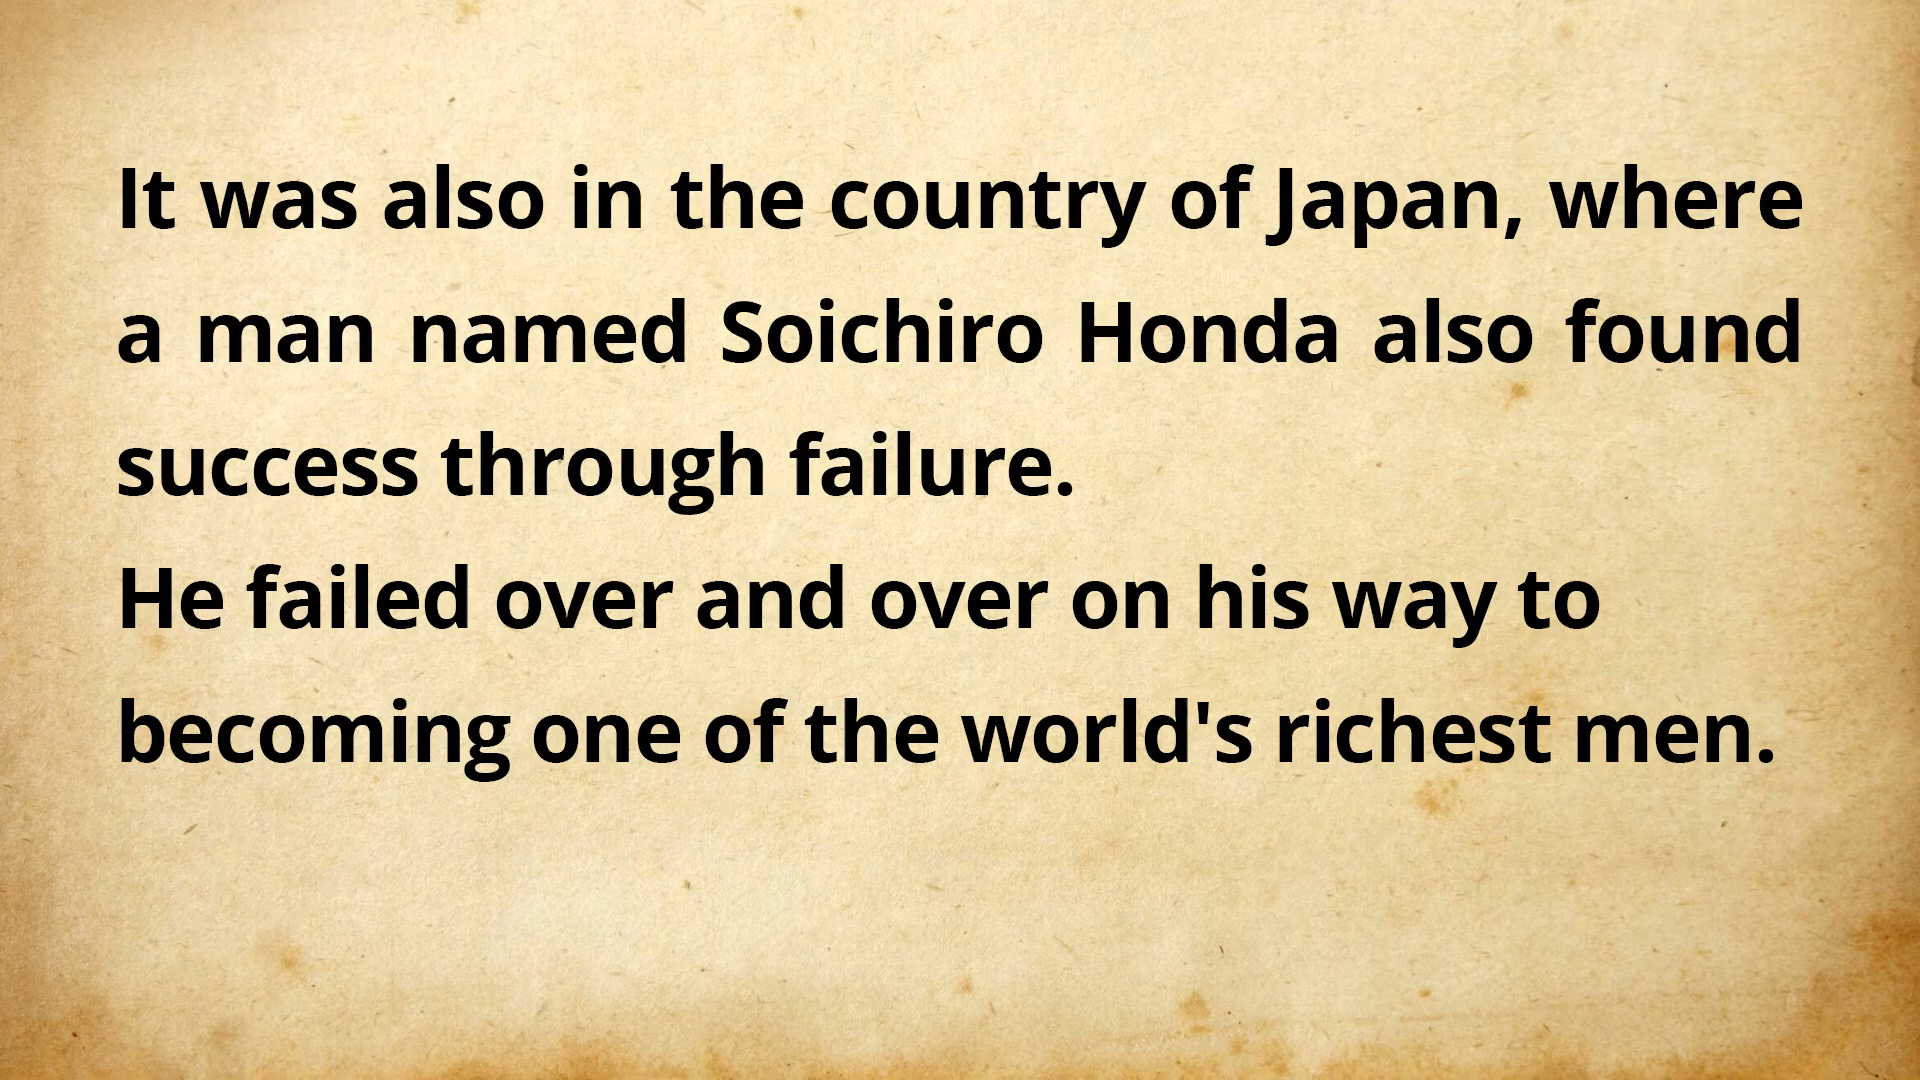 It was also in the country of Japan, where
a man named Soichiro Honda also found
success through failure.
He failed over and over on his way to
becoming one of the world's richest men.